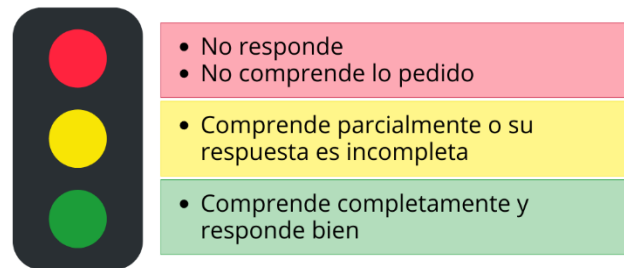 • No responde
• No comprende lo pedido
• Comprende parcialmente o su
respuesta es incompleta
• Comprende completamente y
responde bien